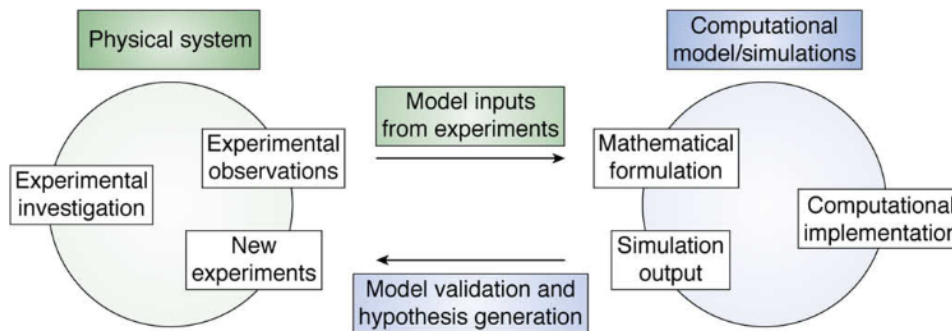 Physical system
Computational
model/simulations
Model inputs
from experiments
Experimental
observations
Experimental
investigation
New
experiments
Mathematical
formulation
Computational
implementation
Simulation
output
Model validation and
hypothesis generation